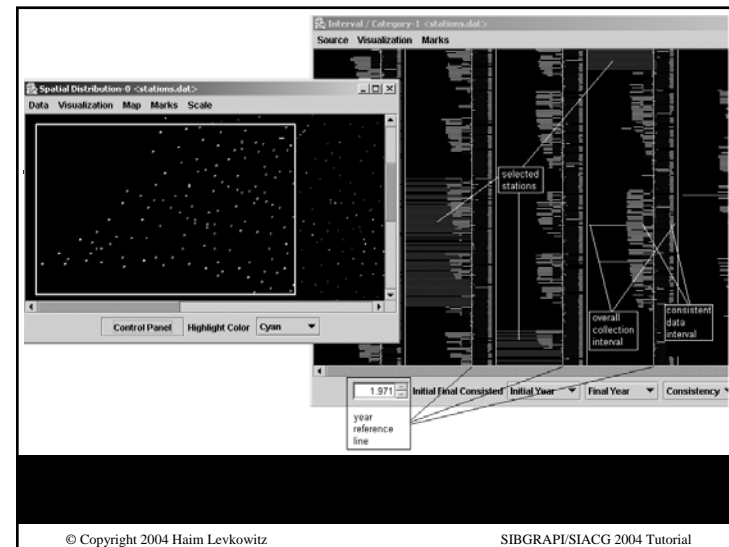 Interval / Category-1 <stations.dat>
Source Visualization Marks
Spatial Distribution-0 <stations.dat>
Data Visualization Map Marks Scale
selected
stations
overall
collection
interval
consistent
data
interval
Control Panel Highlight Color Cyan
1.971 Initial Final Consisted Initial Year Final Year Consistency
year
reference
line
© Copyright 2004 Haim Levkowitz SIBGRAPI/SIACG 2004 Tutorial